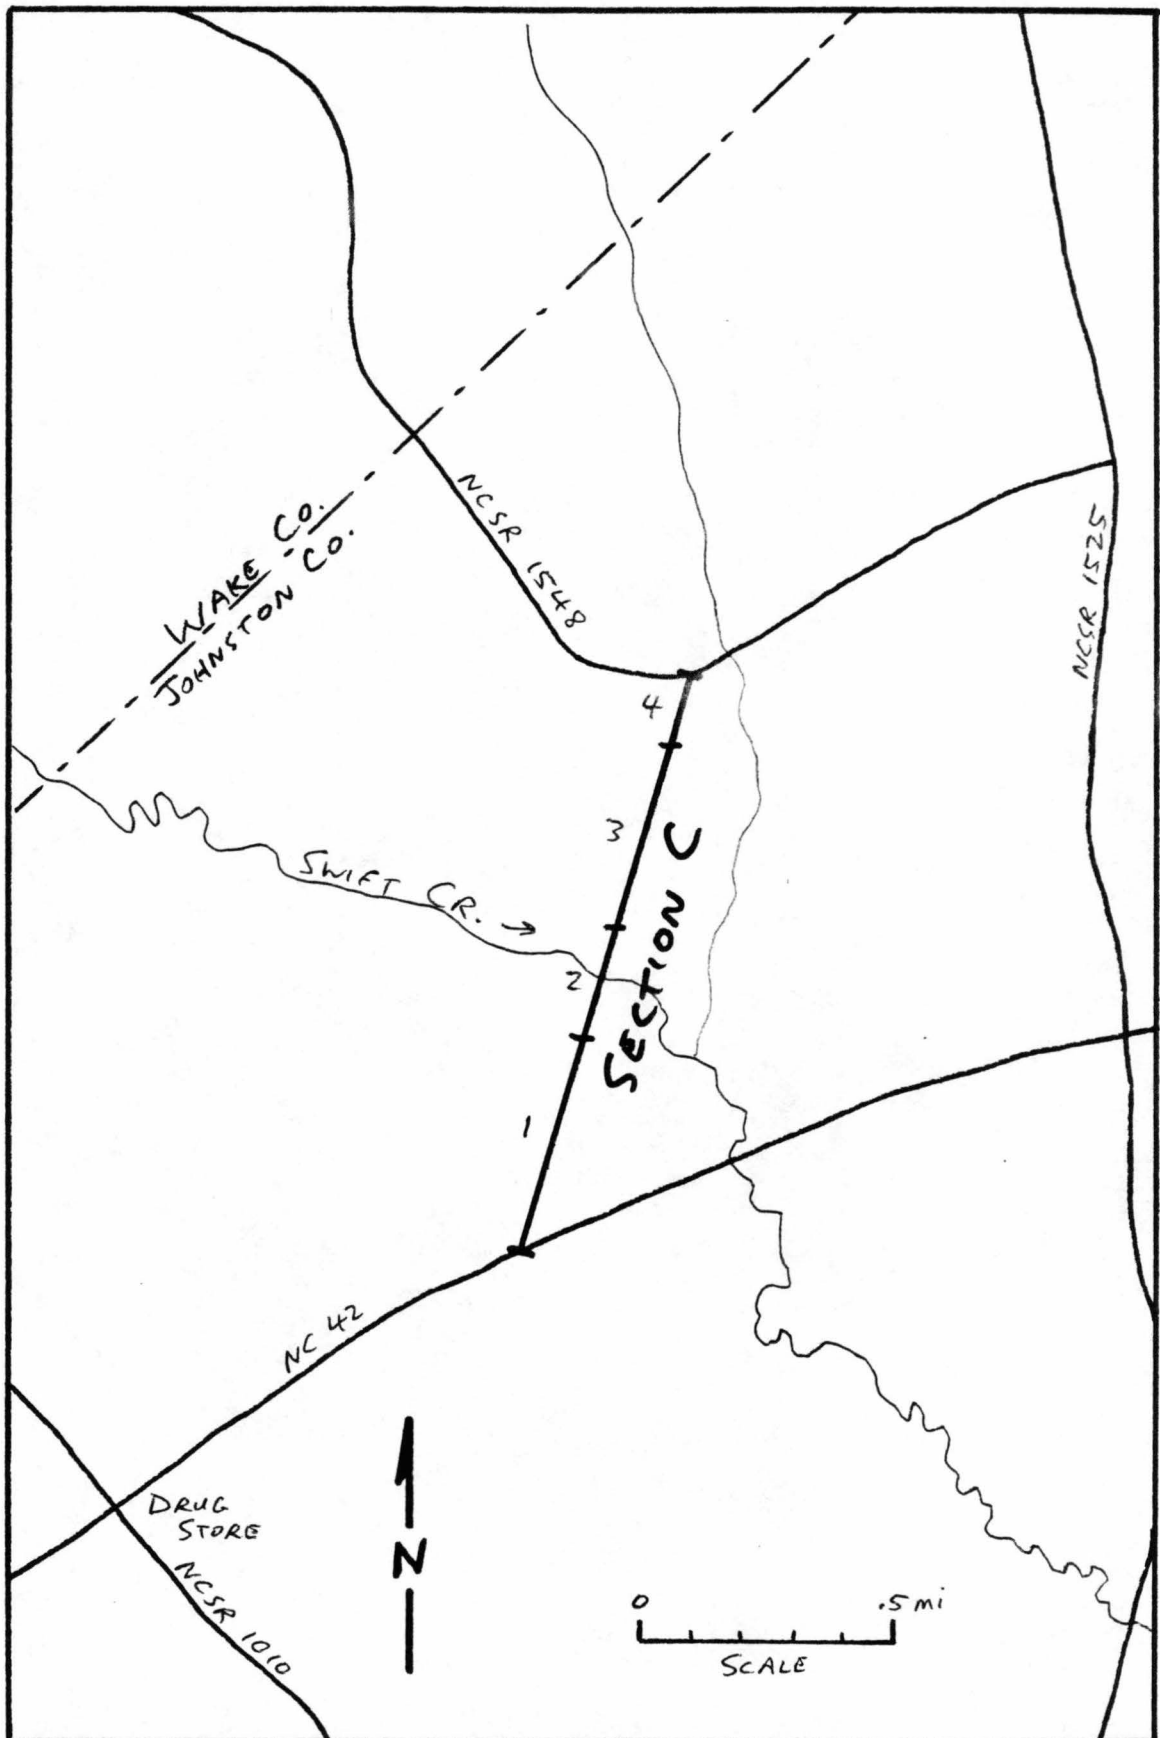 NCSR 1548
WAKE CO.
JOHNSTON CO.
NCSR 1525
4
3
SECTION C
SWIFT CR. →
2
1
NC 42
DRUG
STORE
NCSR 1010
N
0 .5 mi
SCALE